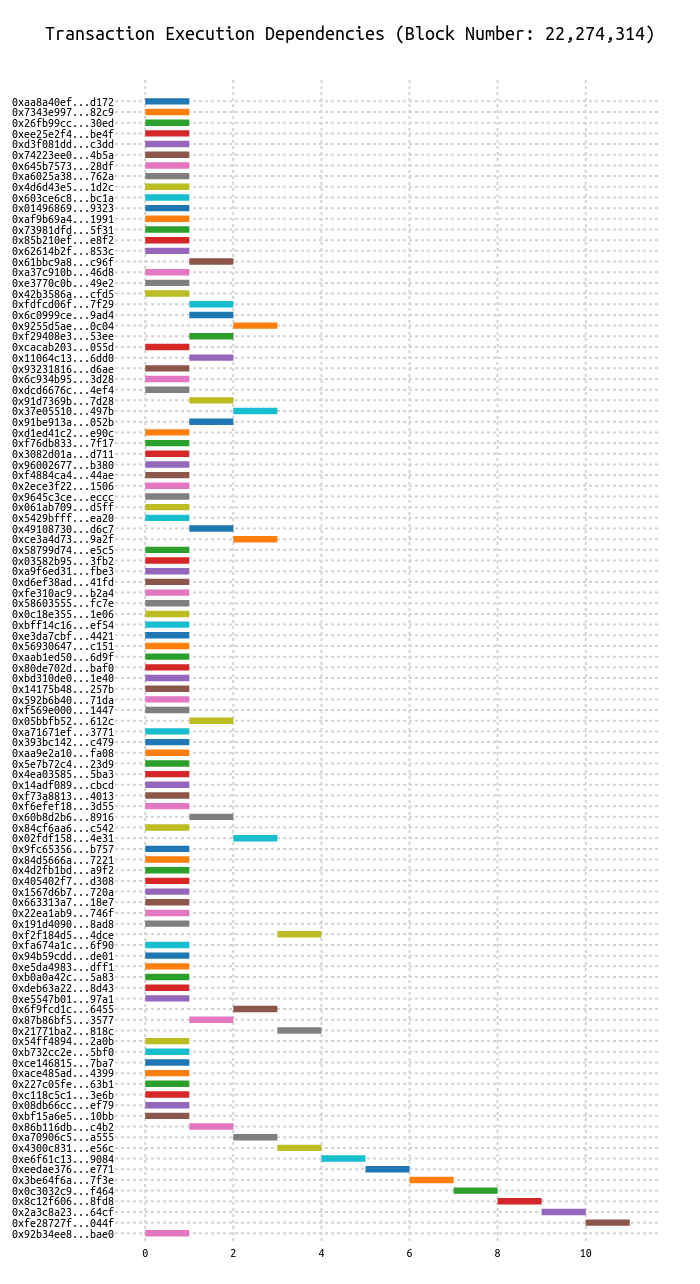 Transaction Execution Dependencies (Block Number: 22,274,314)
0xaa8a40ef...d172
0x7343e997...82c9
0x26fb99cc...30ed
0xee25e2f4...be4f
0xd3f081dd...c3dd
0x74223ee0...4b5a
0x645b7573...28df
0xa6025a38...762a
0x4d6d43e5...1d2c
0x603ce6c8...bc1a
0x01496869...9323
0xaf9b69a4...1991
0x73981dfd...5f31
0x85b210ef...e8f2
0x62614b2f...853c
0x61bbc9a8...c96f
0xa37c910b...46d8
0xe3770c0b...49e2
0x42b3586a...cfd5
0xfdfcd06f...7f29
0x6c0999ce...9ad4
0x9255d5ae...0c04
0xf29408e3...53ee
0xcacab203...055d
0x11064c13...6dd0
0x93231816...d6ae
0x6c934b95...3d28
0xdcd6676c...4ef4
0x91d7369b...7d28
0x37e05510...497b
0x91be913a...052b
0xd1ed41c2...e90c
0xf76db833...7f17
0x3082d01a...d711
0x96002677...b380
0xf4884ca4...44ae
0x2ece3f22...1506
0x9645c3ce...eccc
0x061ab709...d5ff
0x5429bfff...ea20
0x49108730...d6c7
0xce3a4d73...9a2f
0x58799d74...e5c5
0x03582b95...3fb2
0xa9f6ed31...fbe3
0xd6ef38ad...41fd
0xfe310ac9...b2a4
0x58603555...fc7e
0x0c18e355...1e06
0xbff14c16...ef54
0xe3da7cbf...4421
0x56930647...c151
0xaab1ed50...6d9f
0x80de702d...baf0
0xbd310de0...1e40
0x14175b48...257b
0x592b6b40...71da
0xf569e000...1447
0x05bbfb52...612c
0xa71671ef...3771
0x393bc142...c479
0xaa9e2a10...fa08
0x5e7b72c4...23d9
0x4ea03585...5ba3
0x14adf089...cbcd
0xf73a8813...4013
0xf6efef18...3d55
0x60b8d2b6...8916
0x84cf6aa6...c542
0x02fdf158...4e31
0x9fc65356...b757
0x84d5666a...7221
0x4d2fb1bd...a9f2
0x405402f7...d308
0x1567d6b7...720a
0x663313a7...18e7
0x22ea1ab9...746f
0x191d4090...8ad8
0xf2f184d5...4dce
0xfa674a1c...6f90
0x94b59cdd...de01
0xe5da4983...dff1
0xb0a0a42c...5a83
0xdeb63a22...8d43
0xe5547b01...97a1
0x6f9fcd1c...6455
0x87b86bf5...3577
0x21771ba2...818c
0x54ff4894...2a0b
0xb732cc2e...5bf0
0xce146815...7ba7
0xace485ad...4399
0x227c05fe...63b1
0xc118c5c1...3e6b
0x08db66cc...ef79
0xbf15a6e5...10bb
0x86b116db...c4b2
0xa70906c5...a555
0x4300c831...e56c
0xe6f61c13...9084
0xeedae376...e771
0x3be64f6a...7f3e
0x0c3032c9...f464
0x8c12f606...8fd8
0x2a3c8a23...64cf
0xfe28727f...044f
0x92b34ee8...bae0
0 2 4 6 8 10